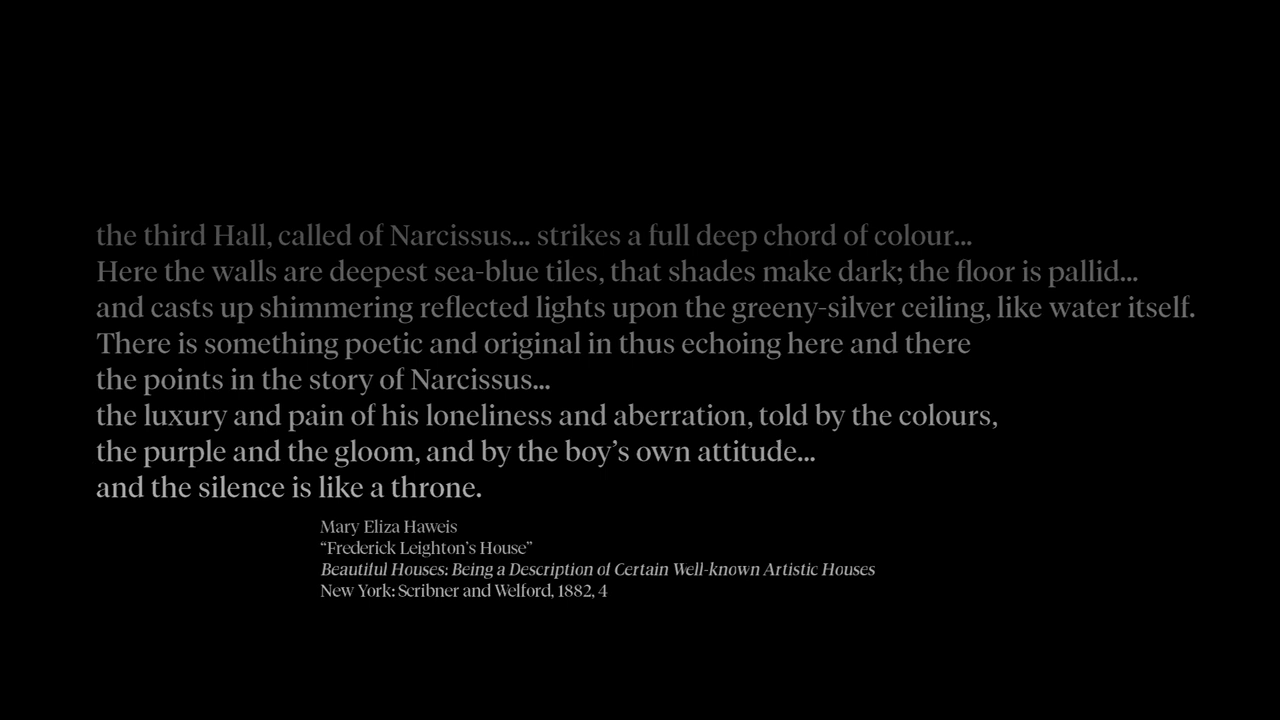 the third Hall, called of Narcissus... strikes a full deep chord of colour...
Here the walls are deepest sea-blue tiles, that shades make dark; the floor is pallid...
and casts up shimmering reflected lights upon the greeny-silver ceiling, like water itself.
There is something poetic and original in thus echoing here and there
the points in the story of Narcissus...
the luxury and pain of his loneliness and aberration, told by the colours,
the purple and the gloom, and by the boy’s own attitude...
and the silence is like a throne.
Mary Eliza Haweis
“Frederick Leighton’s House”
Beautiful Houses: Being a Description of Certain Well-known Artistic Houses
New York: Scribner and Welford, 1882, 4